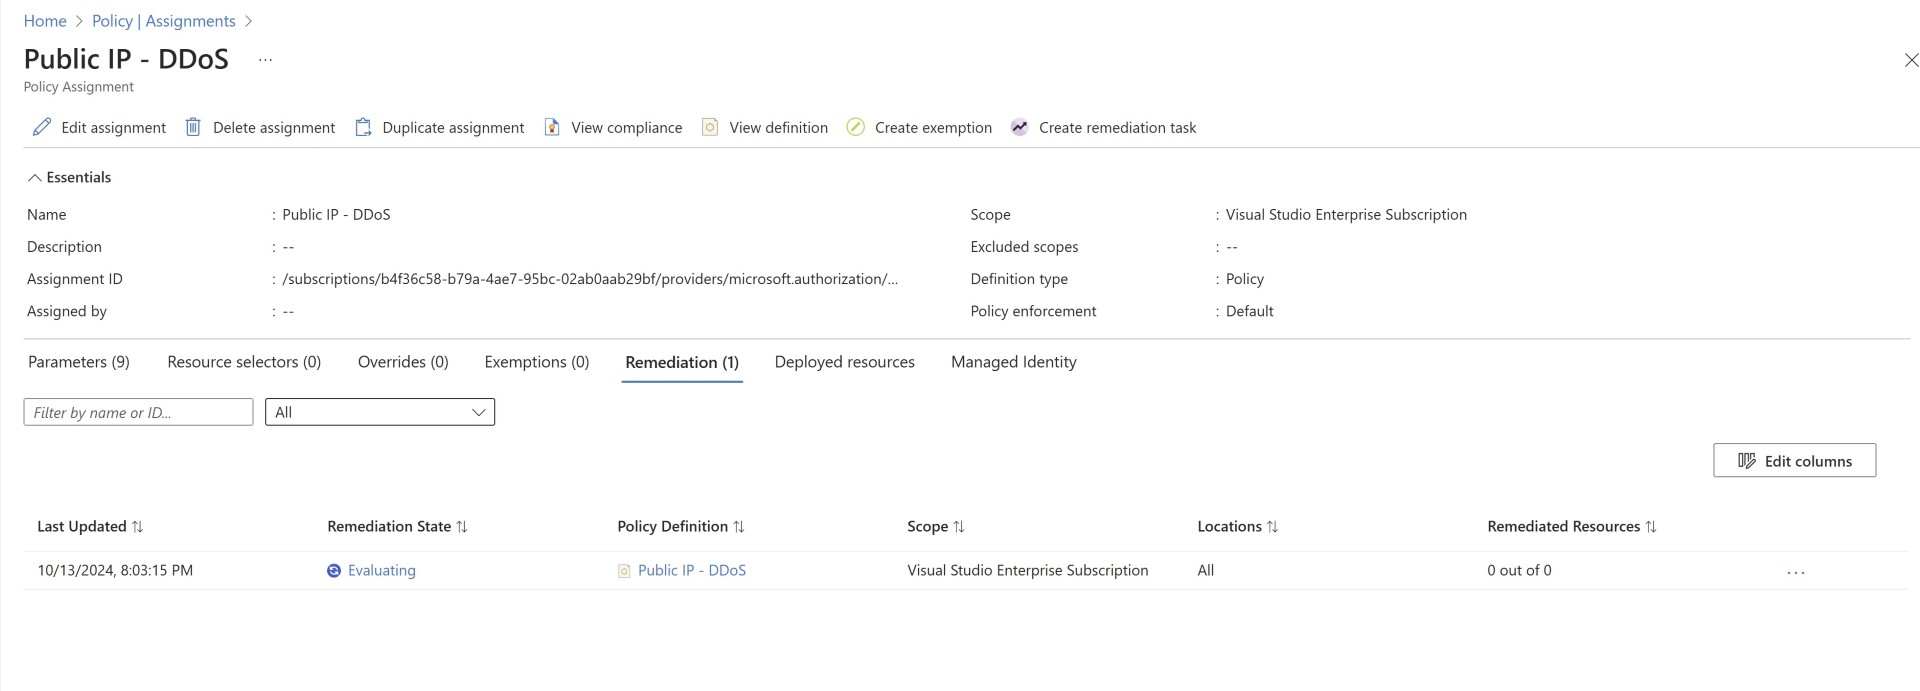 Home > Policy | Assignments >
Public IP - DDoS ...
Policy Assignment
Edit assignment Delete assignment Duplicate assignment View compliance View definition Create exemption Create remediation task
Essentials
Name : Public IP - DDoS Scope : Visual Studio Enterprise Subscription
Description : -- Excluded scopes : --
Assignment ID : /subscriptions/b4f36c58-b79a-4ae7-95bc-02ab0aab29bf/providers/microsoft.authorization/... Definition type : Policy
Assigned by : -- Policy enforcement : Default
Parameters (9) Resource selectors (0) Overrides (0) Exemptions (0) Remediation (1) Deployed resources Managed Identity
Filter by name or ID... All
Edit columns
Last Updated Remediation State Policy Definition Scope Locations Remediated Resources
10/13/2024, 8:03:15 PM Evaluating Public IP - DDoS Visual Studio Enterprise Subscription All 0 out of 0 ...